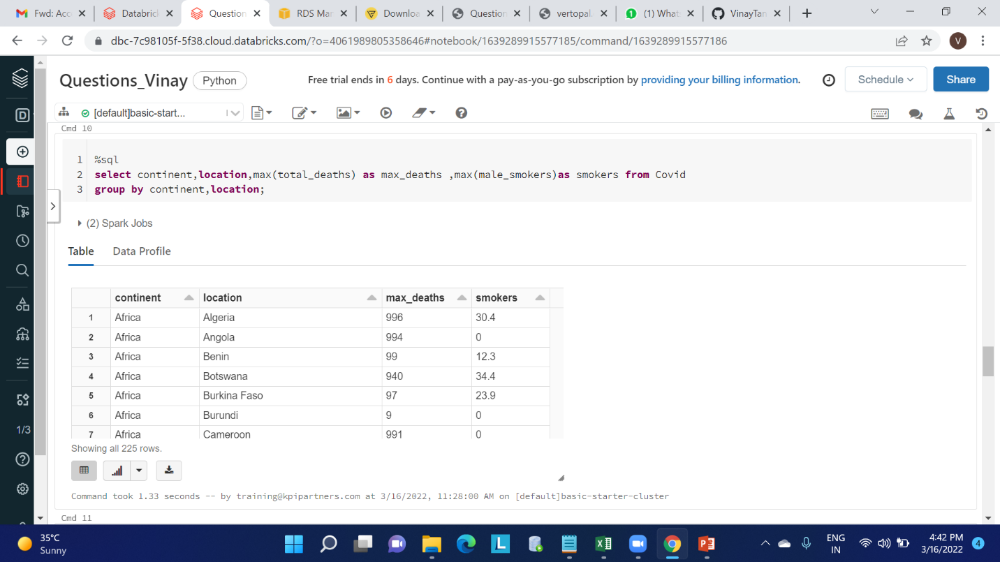 Fwd: Acc
Databric
Question
RDS Mar
Downloa
Question
vertopal.
(1) What
VinayTan
dbc-7c98105f-5f38.cloud.databricks.com/?o=4061989805358646#notebook/1639289915577185/command/1639289915577186
V
Questions_Vinay Python
Free trial ends in 6 days. Continue with a pay-as-you-go subscription by providing your billing information.
Schedule
Share
D
[default]basic-start...
Cmd 10
1 %sql
2 select continent,location,max(total_deaths) as max_deaths ,max(male_smokers)as smokers from Covid
3 group by continent,location;
(2) Spark Jobs
Table Data Profile
continent location max_deaths smokers
1 Africa Algeria 996 30.4
2 Africa Angola 994 0
3 Africa Benin 99 12.3
4 Africa Botswana 940 34.4
5 Africa Burkina Faso 97 23.9
6 Africa Burundi 9 0
7 Africa Cameroon 991 0
1/3
Showing all 225 rows.
Command took 1.33 seconds -- by training@kpipartners.com at 3/16/2022, 11:28:00 AM on [default]basic-starter-cluster
Cmd 11
35°C
Sunny
L
ENG
IN
4:42 PM
3/16/2022
4